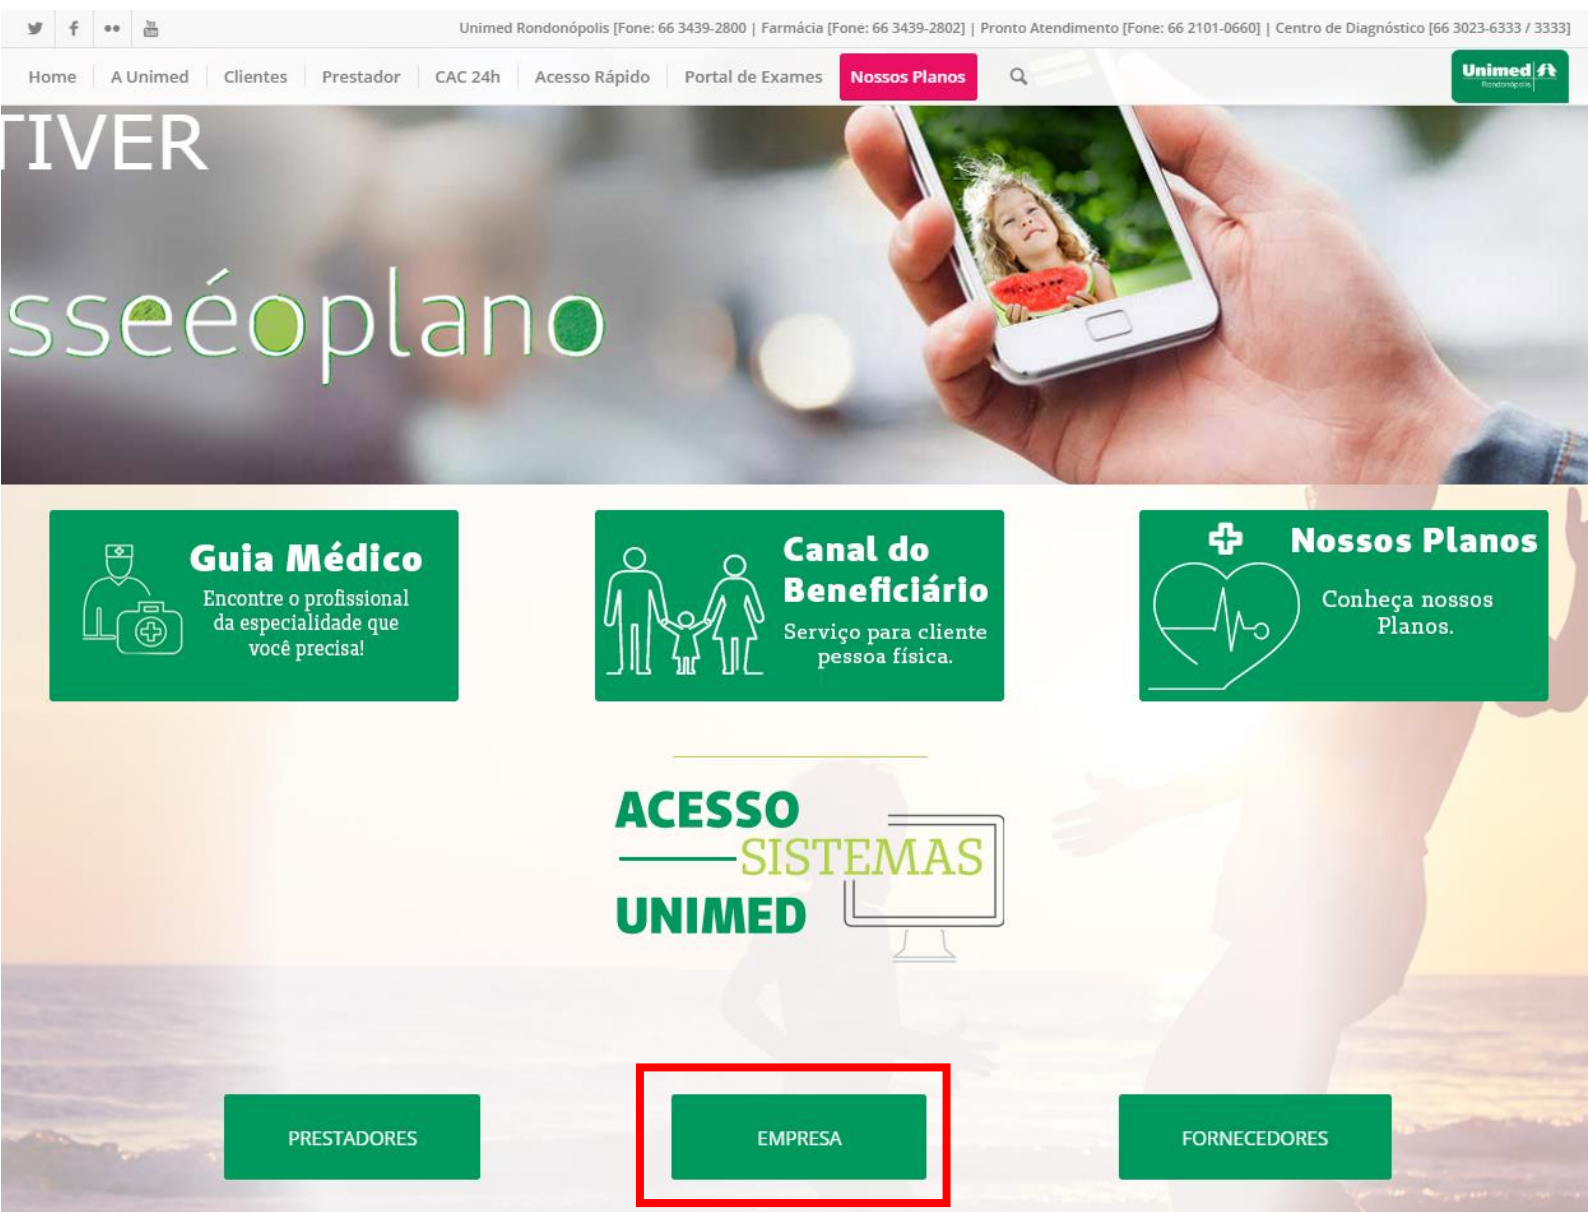 You Tube
Unimed Rondonópolis [Fone: 66 3439-2800 | Farmácia [Fone: 66 3439-2802] | Pronto Atendimento [Fone: 66 2101-0660] | Centro de Diagnóstico [66 3023-6333 / 3333]
Home A Unimed Clientes Prestador CAC 24h Acesso Rápido Portal de Exames Nossos Planos
Unimed
Rondonópolis
TIVER
sseéoplano
Guia Médico
Encontre o profissional
da especialidade que
você precisa!
Canal do
Beneficiário
Serviço para cliente
pessoa física.
Nossos Planos
Conheça nossos
Planos.
ACESSO
SISTEMAS
UNIMED
PRESTADORES
EMPRESA
FORNECEDORES